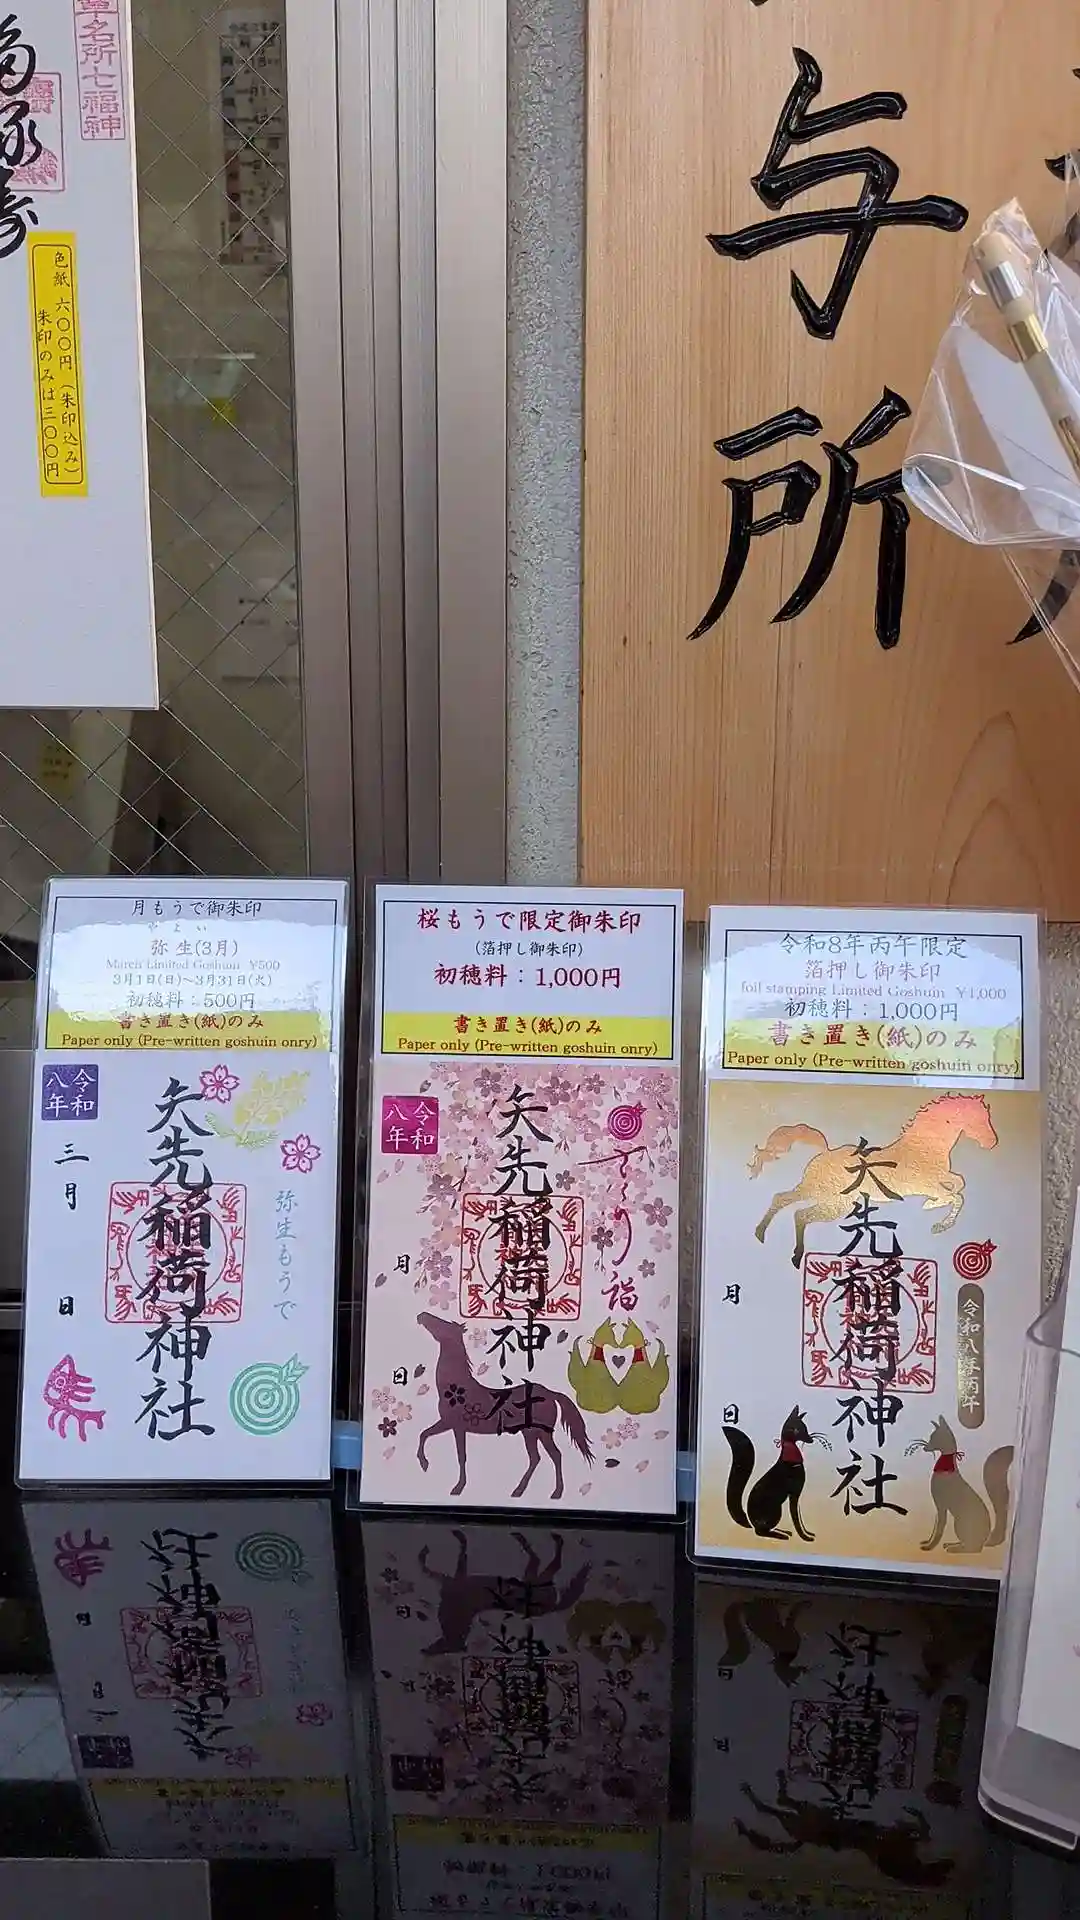 草名所七福神
色紙 六〇〇円(朱印込み)
朱印のみは三〇〇円
与所
月もうで御朱印
やよい
弥生(3月)
March Limited Goshuin ¥500
3月1日(日)~3月31日(火)
初穂料:500円
書き置き(紙)のみ
Paper only (Pre-written goshuin onry)
令和八年
三月
日
矢先稲荷神社
弥生もうで
桜もうで限定御朱印
(箔押し御朱印)
初穂料:1,000円
書き置き(紙)のみ
Paper only (Pre-written goshuin onry)
令和八年
月
日
矢先稲荷神社
さくら詣
令和8年丙午限定
箔押し御朱印
foil stamping Limited Goshuin ¥1,000
初穂料:1,000円
書き置き(紙)のみ
Paper only (Pre-written goshuin onry)
月
日
矢先稲荷神社